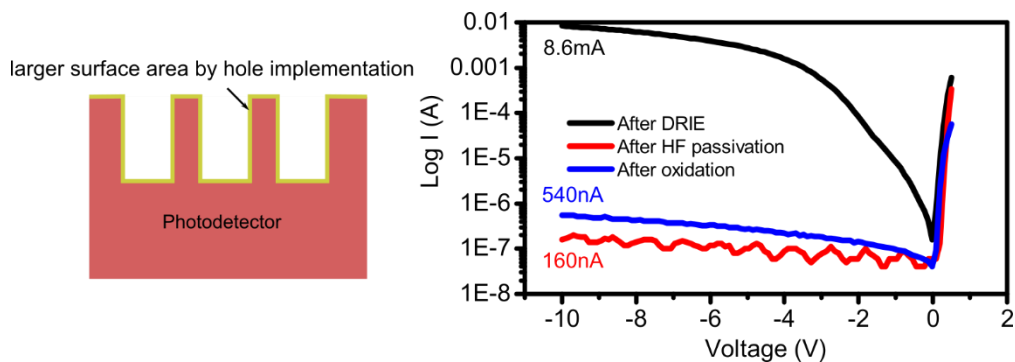 larger surface area by hole implementation
Photodetector
Log I (A)
0.01
0.001
1E-4
1E-5
1E-6
1E-7
1E-8
8.6mA
After DRIE
After HF passivation
After oxidation
540nA
160nA
-10 -8 -6 -4 -2 0 2
Voltage (V)